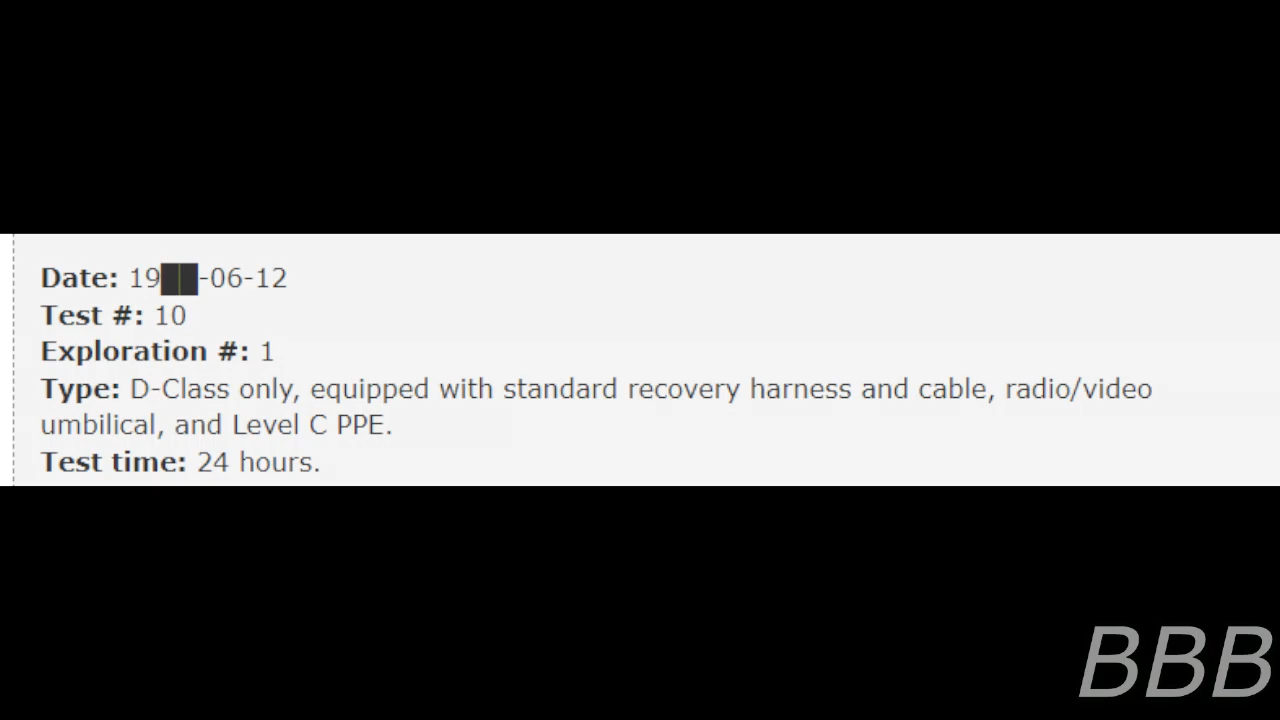 Date: 19██-06-12
Test #: 10
Exploration #: 1
Type: D-Class only, equipped with standard recovery harness and cable, radio/video
umbilical, and Level C PPE.
Test time: 24 hours.
BBB